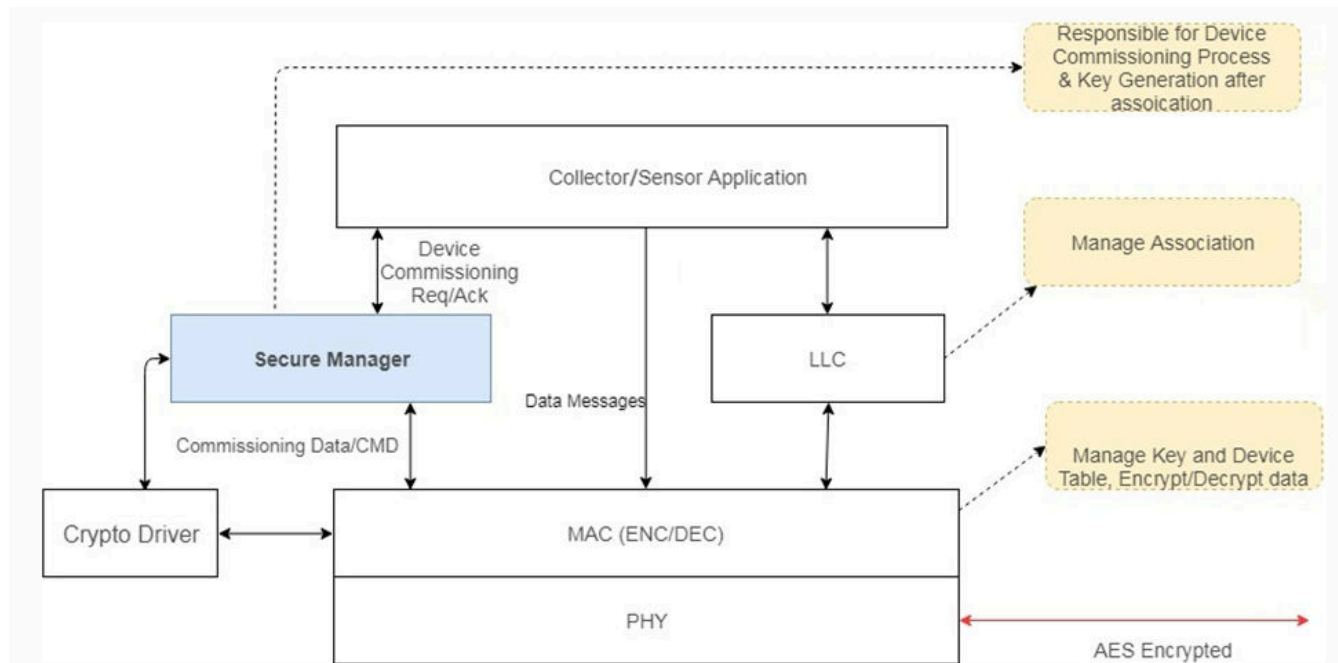 Responsible for Device
Commissioning Process
& Key Generation after
assoication
Collector/Sensor Application
Device
Commissioning
Req/Ack
Manage Association
Secure Manager
LLC
Data Messages
Commissioning Data/CMD
Manage Key and Device
Table, Encrypt/Decrypt data
Crypto Driver
MAC (ENC/DEC)
PHY
AES Encrypted